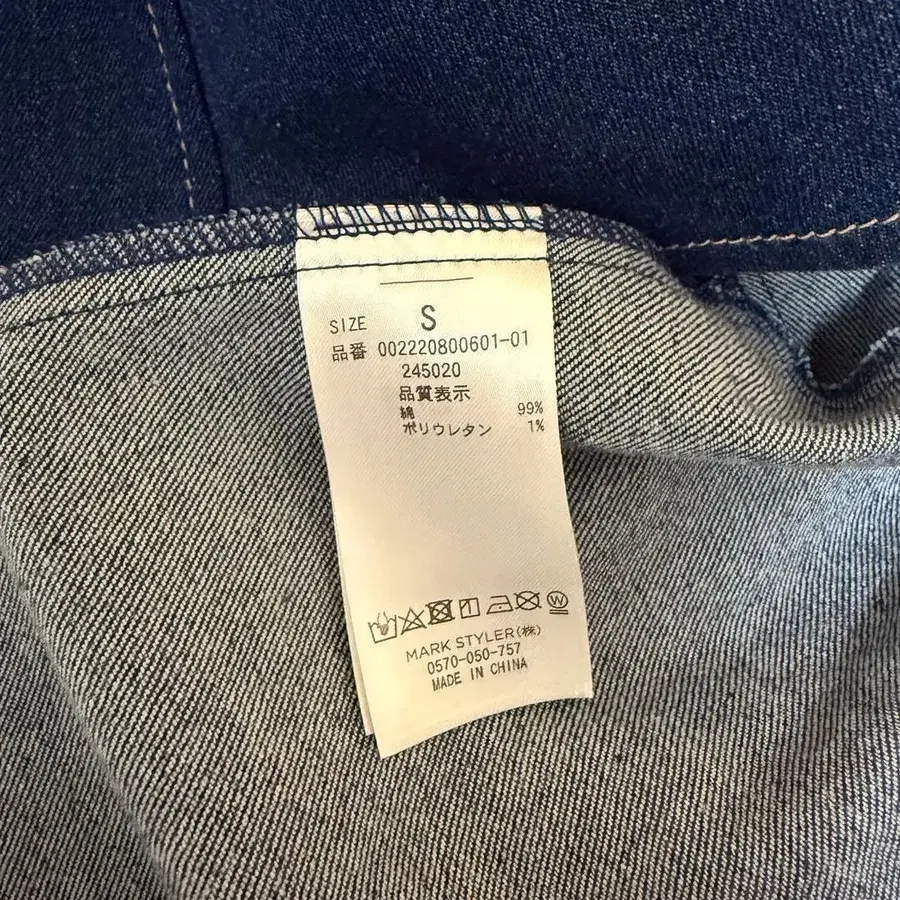 SIZE S
品番 002220800601-01
245020
品質表示
綿 99%
ポリウレタン 1%
W
MARK STYLER(株)
0570-050-757
MADE IN CHINA